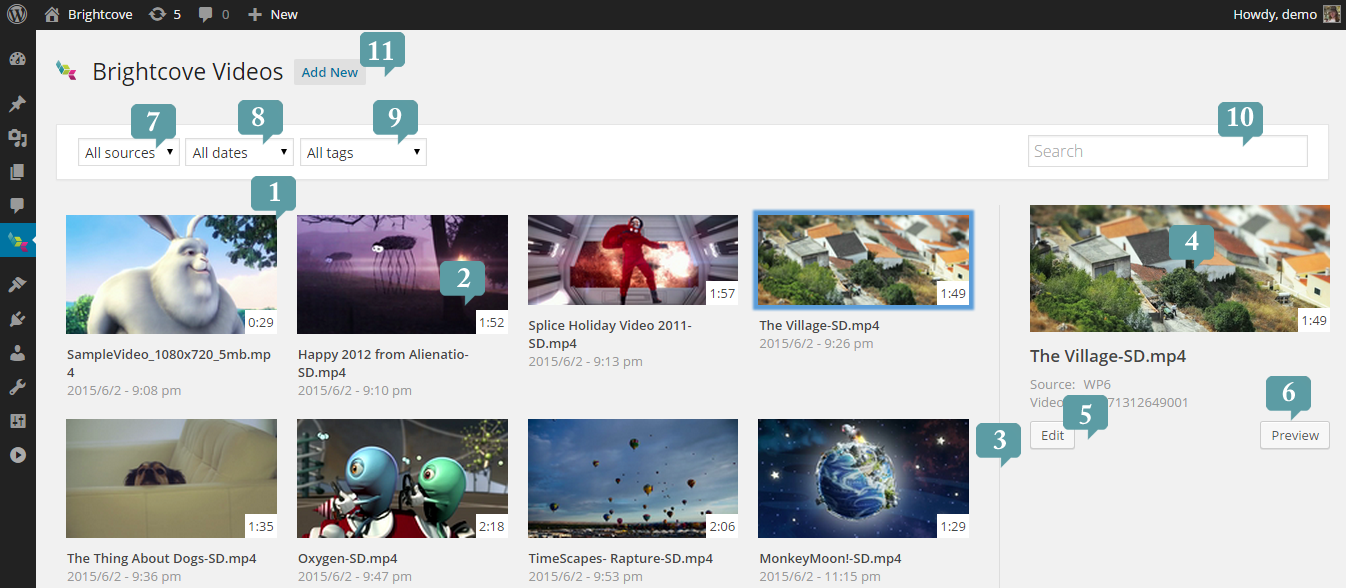 Brightcove 5 0 New Howdy, demo
11
Brightcove Videos Add New
7 8 9 10
All sources All dates All tags Search
1
2
4
0:29 1:52 1:57 1:49 1:49
SampleVideo_1080x720_5mb.mp
4
2015/6/2 - 9:08 pm
Happy 2012 from Alienatio-
SD.mp4
2015/6/2 - 9:10 pm
Splice Holiday Video 2011-
SD.mp4
2015/6/2 - 9:13 pm
The Village-SD.mp4
2015/6/2 - 9:26 pm
The Village-SD.mp4
Source: WP6
Video 71312649001
5
6
3
Edit Preview
1:35 2:18 2:06 1:29
The Thing About Dogs-SD.mp4
2015/6/2 - 9:36 pm
Oxygen-SD.mp4
2015/6/2 - 9:47 pm
TimeScapes- Rapture-SD.mp4
2015/6/2 - 9:53 pm
MonkeyMoon!-SD.mp4
2015/6/2 - 11:15 pm